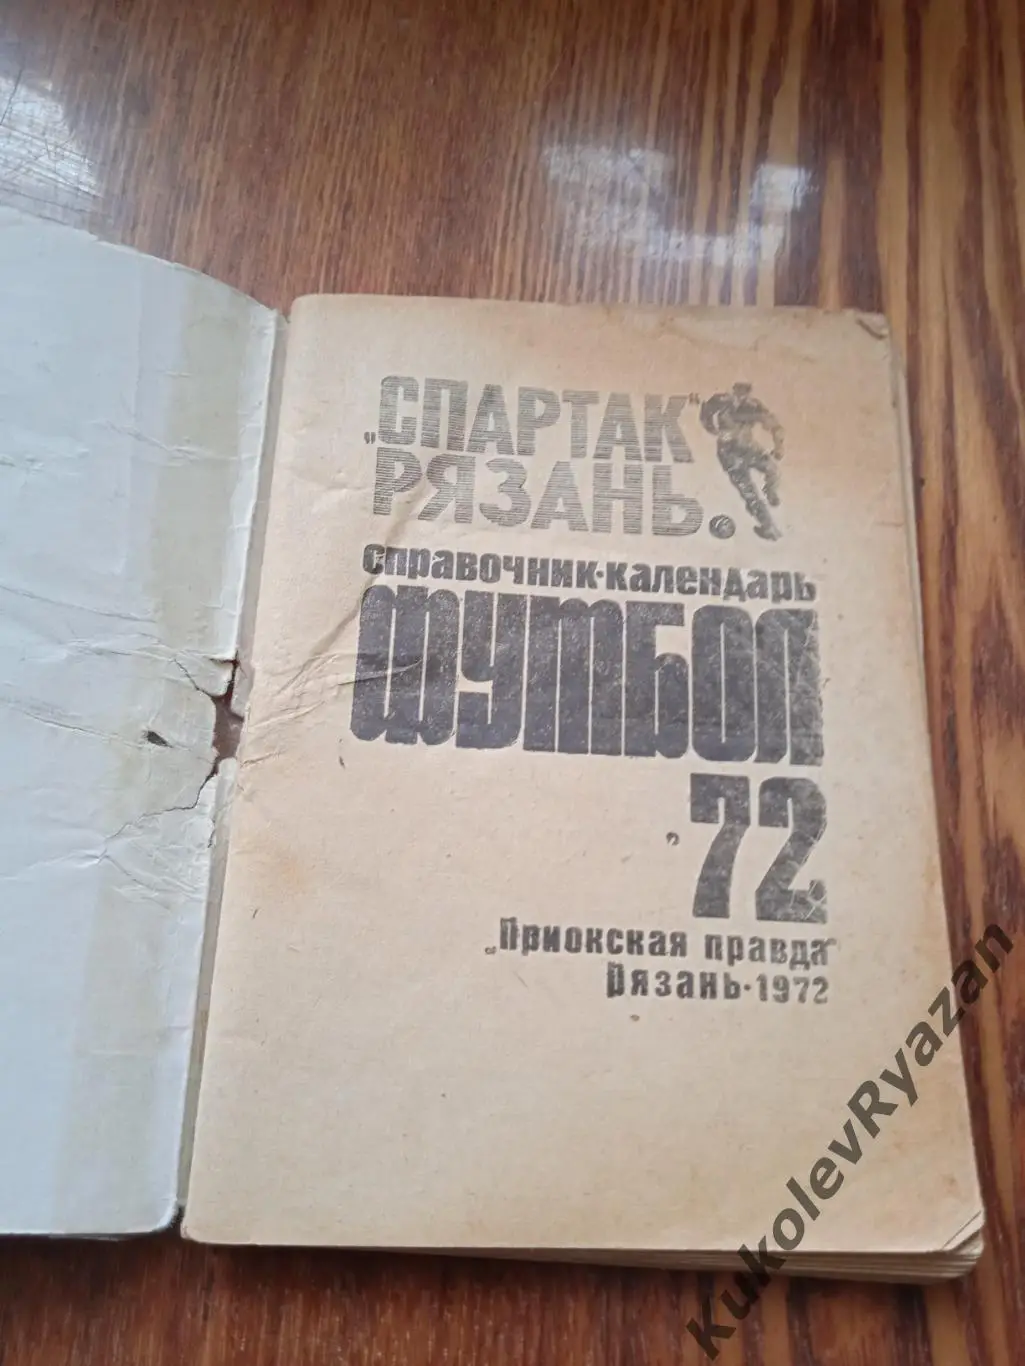 „СПАРТАК“
РЯЗАНЬ.
справочник·календарь
ФУТБОЛ
72
„Приокская правда“
Рязань·1972
KukolevRyazan